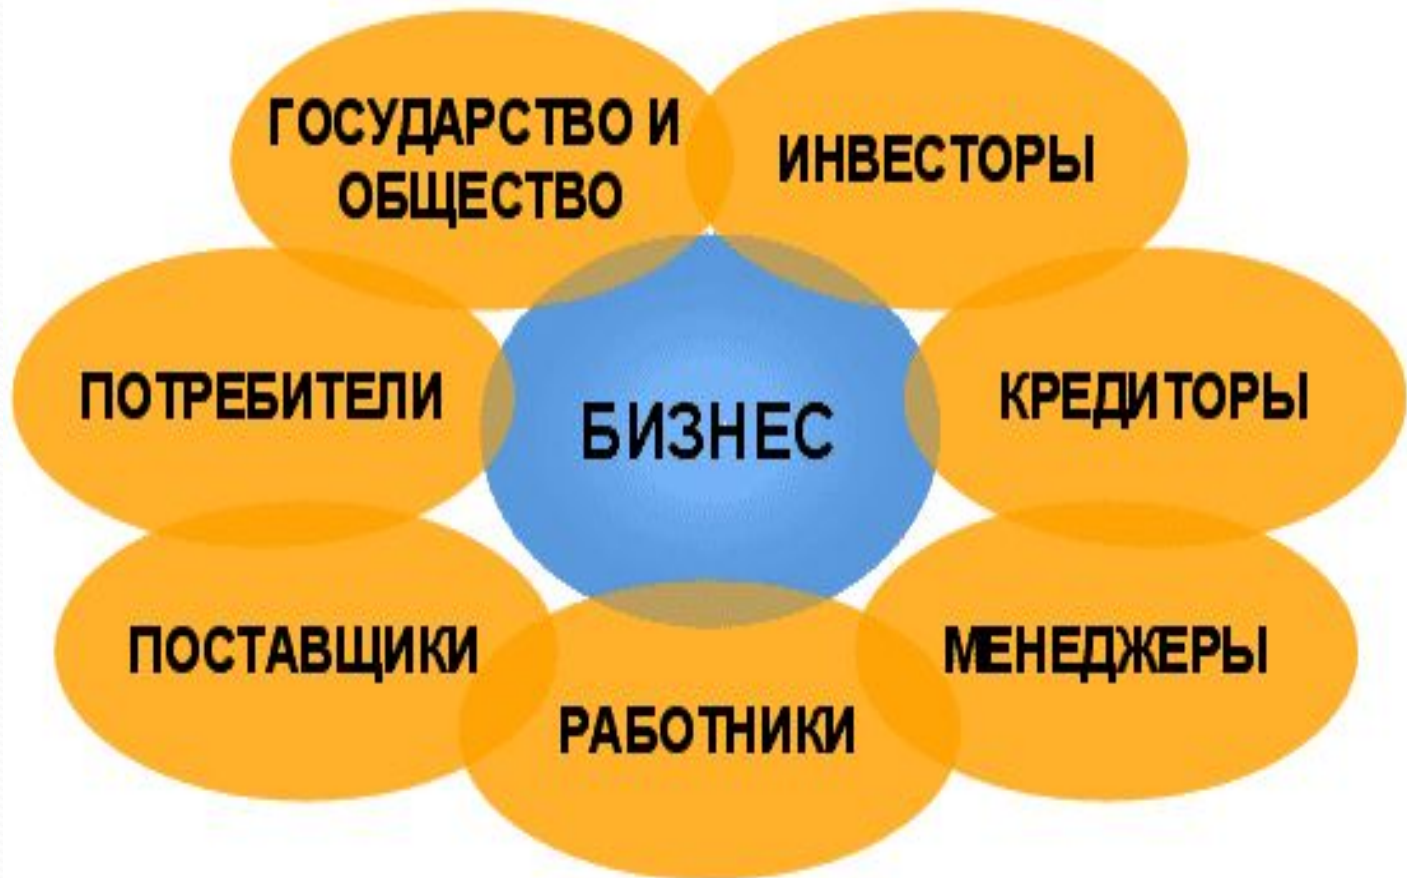 ГОСУДАРСТВО И
ОБЩЕСТВО
ИНВЕСТОРЫ
ПОТРЕБИТЕЛИ
БИЗНЕС
КРЕДИТОРЫ
ПОСТАВЩИКИ
РАБОТНИКИ
МЕНЕДЖЕРЫ